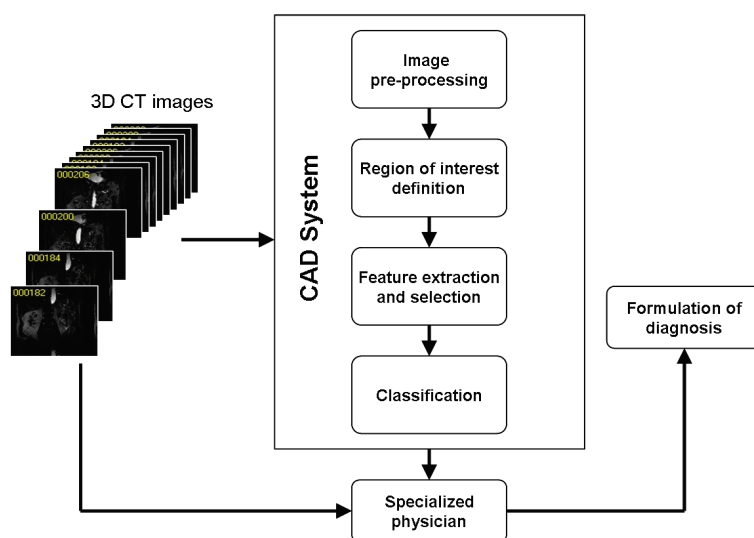 3D CT images
000206
000200
000184
000182
CAD System
Image
pre-processing
Region of interest
definition
Feature extraction
and selection
Classification
Specialized
physician
Formulation of
diagnosis